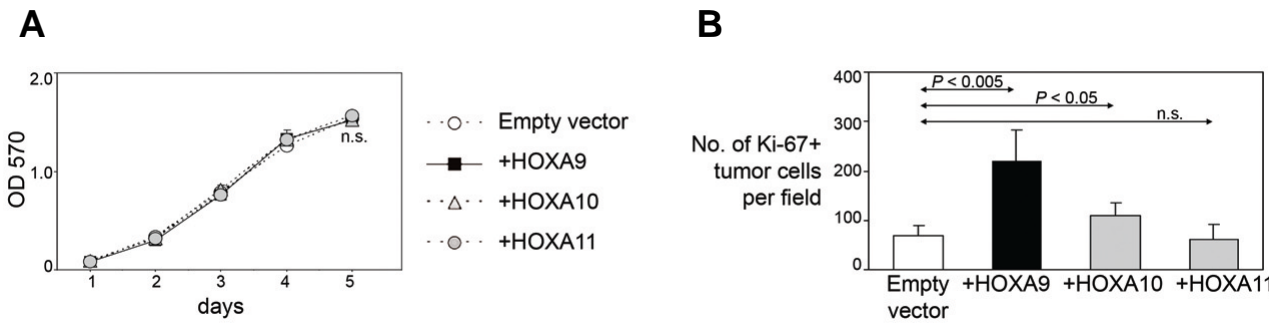 A
2.0
1.0
0
OD 570
1 2 3 4 5
days
n.s.
Empty vector
+HOXA9
+HOXA10
+HOXA11
B
No. of Ki-67+
tumor cells
per field
400
300
200
100
0
P < 0.005
P < 0.05
n.s.
Empty
vector
+HOXA9
+HOXA10
+HOXA11